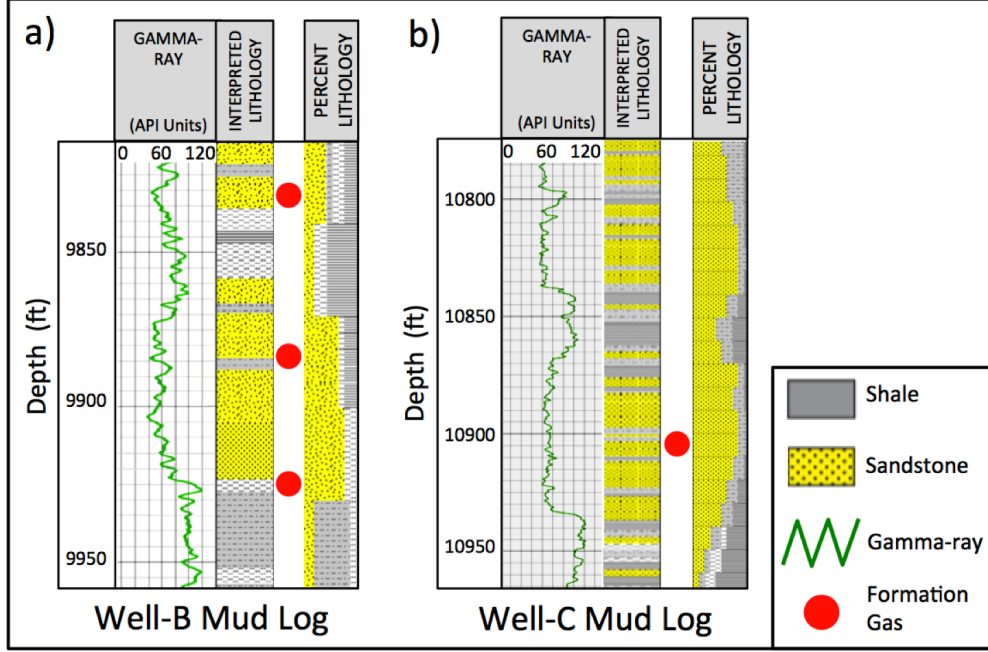 a)
GAMMA-
RAY
(API Units)
INTERPRETED
LITHOLOGY
PERCENT
LITHOLOGY
0 60 120
9850
9900
9950
Depth (ft)
Well-B Mud Log
b)
GAMMA-
RAY
(API Units)
INTERPRETED
LITHOLOGY
PERCENT
LITHOLOGY
0 60 120
10800
10850
10900
10950
Depth (ft)
Well-C Mud Log
Shale
Sandstone
Gamma-ray
Formation
Gas